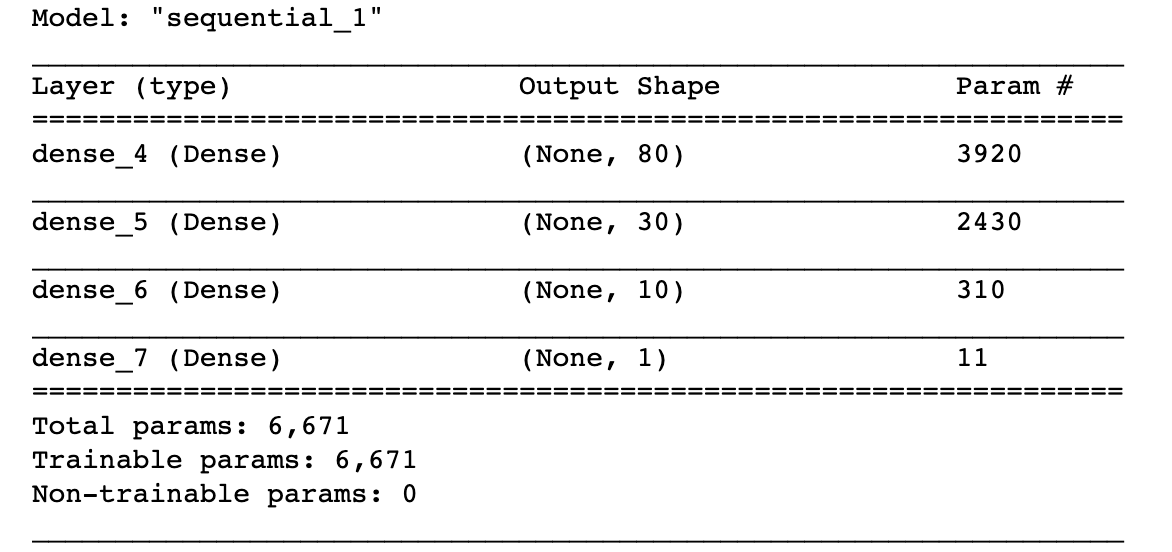 Model: "sequential_1"
Layer (type) Output Shape Param #
dense_4 (Dense) (None, 80) 3920
dense_5 (Dense) (None, 30) 2430
dense_6 (Dense) (None, 10) 310
dense_7 (Dense) (None, 1) 11
Total params: 6,671
Trainable params: 6,671
Non-trainable params: 0